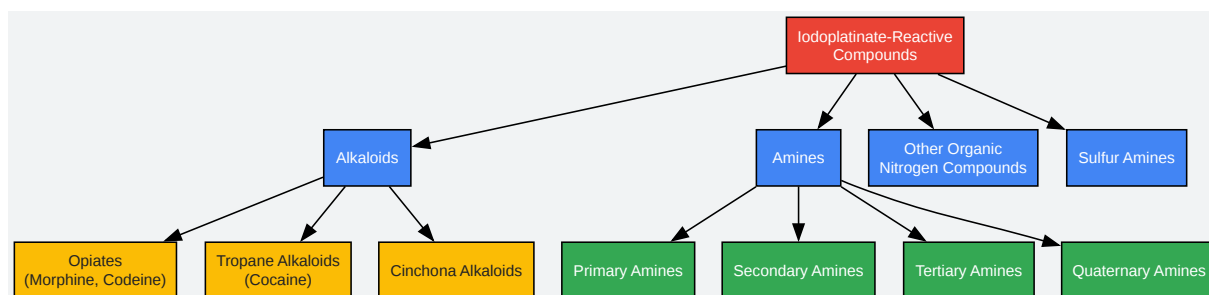 Iodoplatinate-Reactive
Compounds
Alkaloids
Amines
Other Organic
Nitrogen Compounds
Sulfur Amines
Opiates
(Morphine, Codeine)
Tropane Alkaloids
(Cocaine)
Cinchona Alkaloids
Primary Amines
Secondary Amines
Tertiary Amines
Quaternary Amines